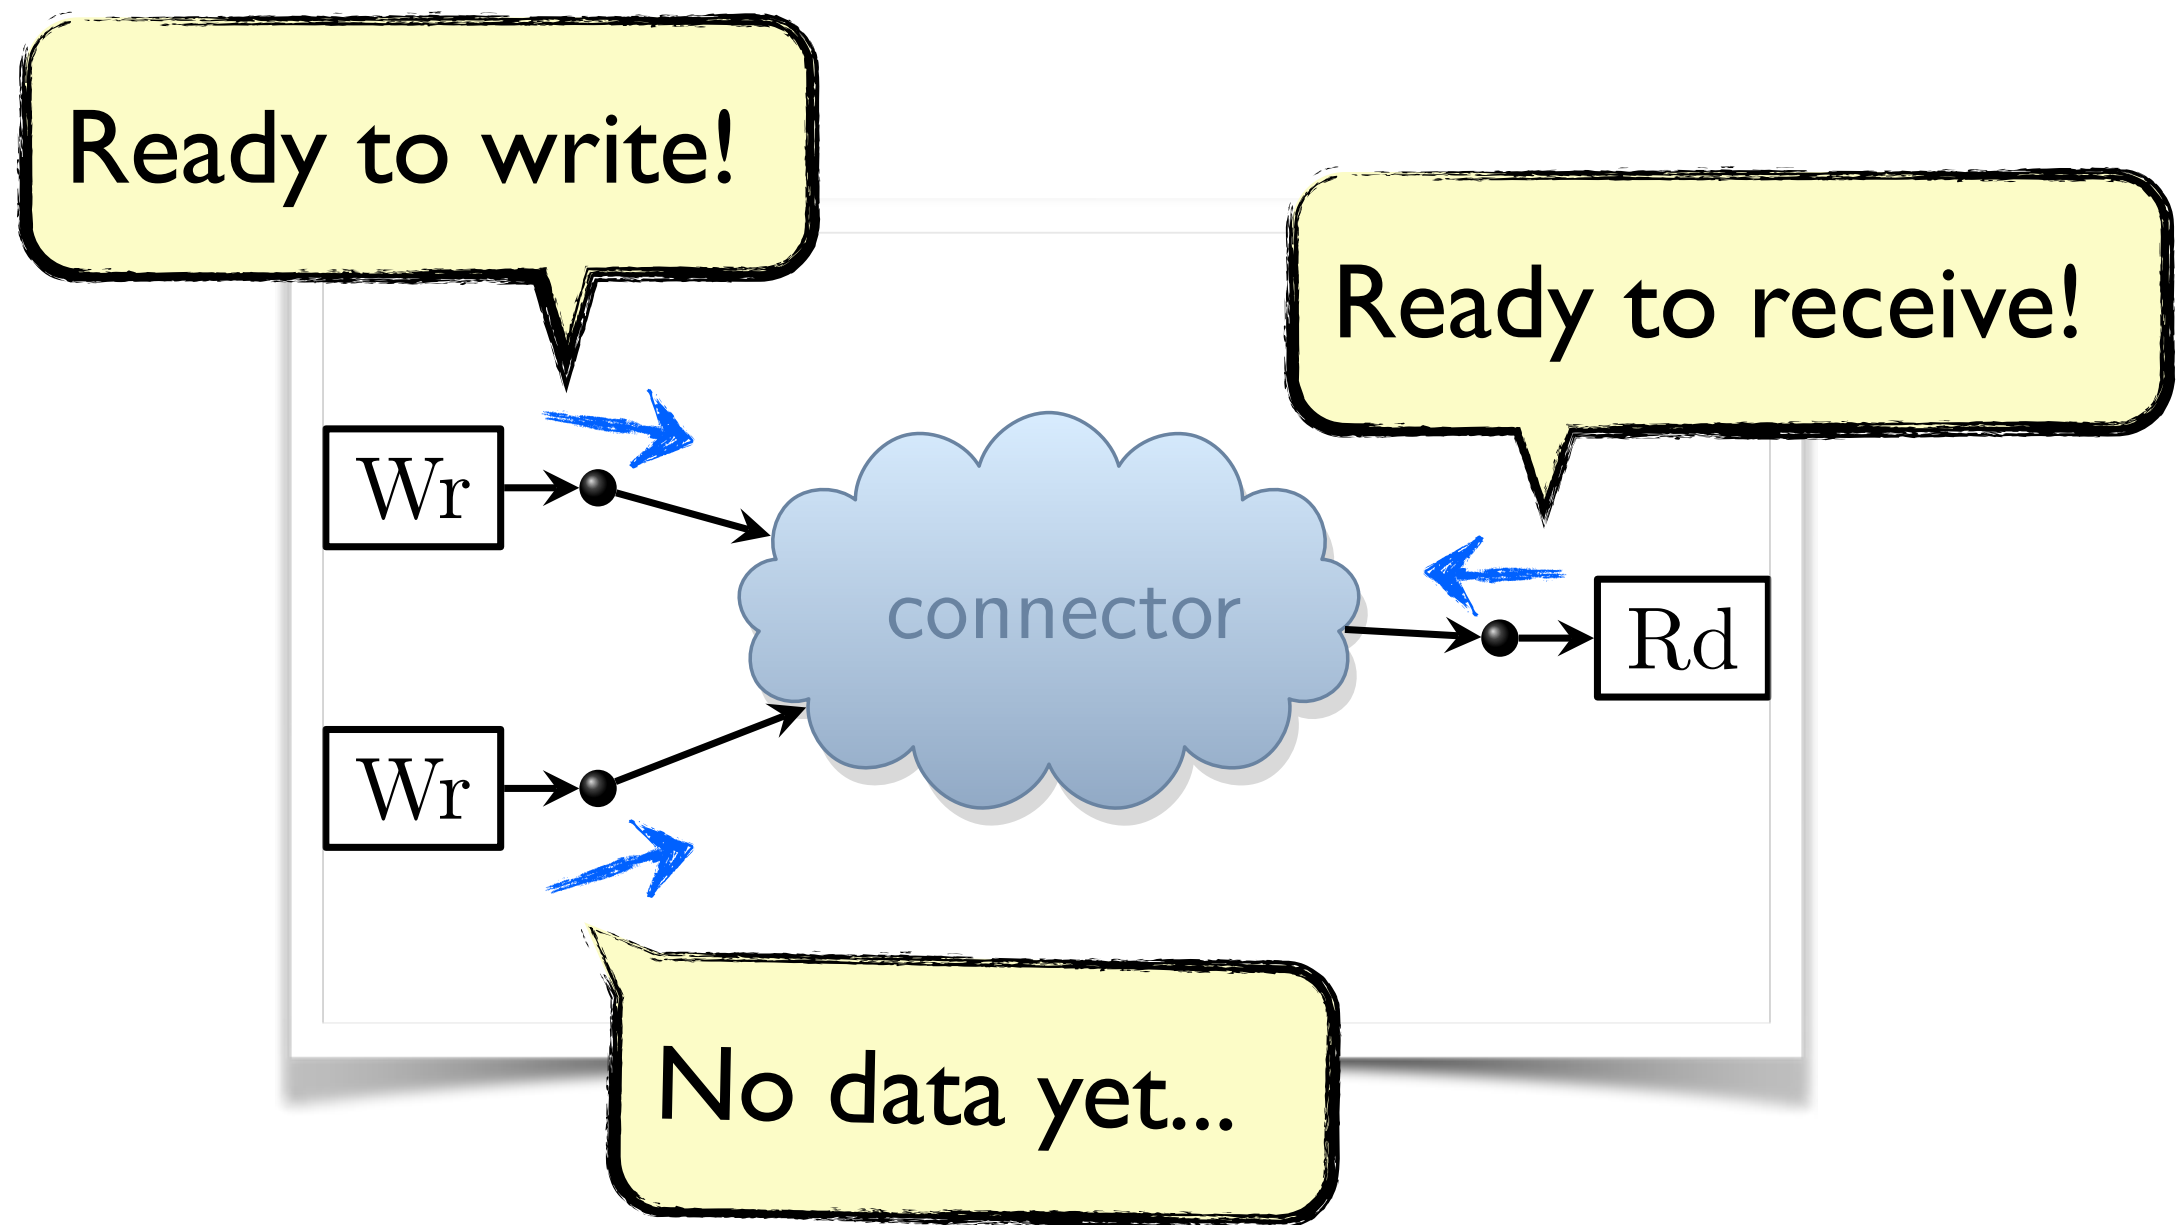 Ready to write!
Ready to receive!
Wr
connector
Rd
Wr
No data yet...